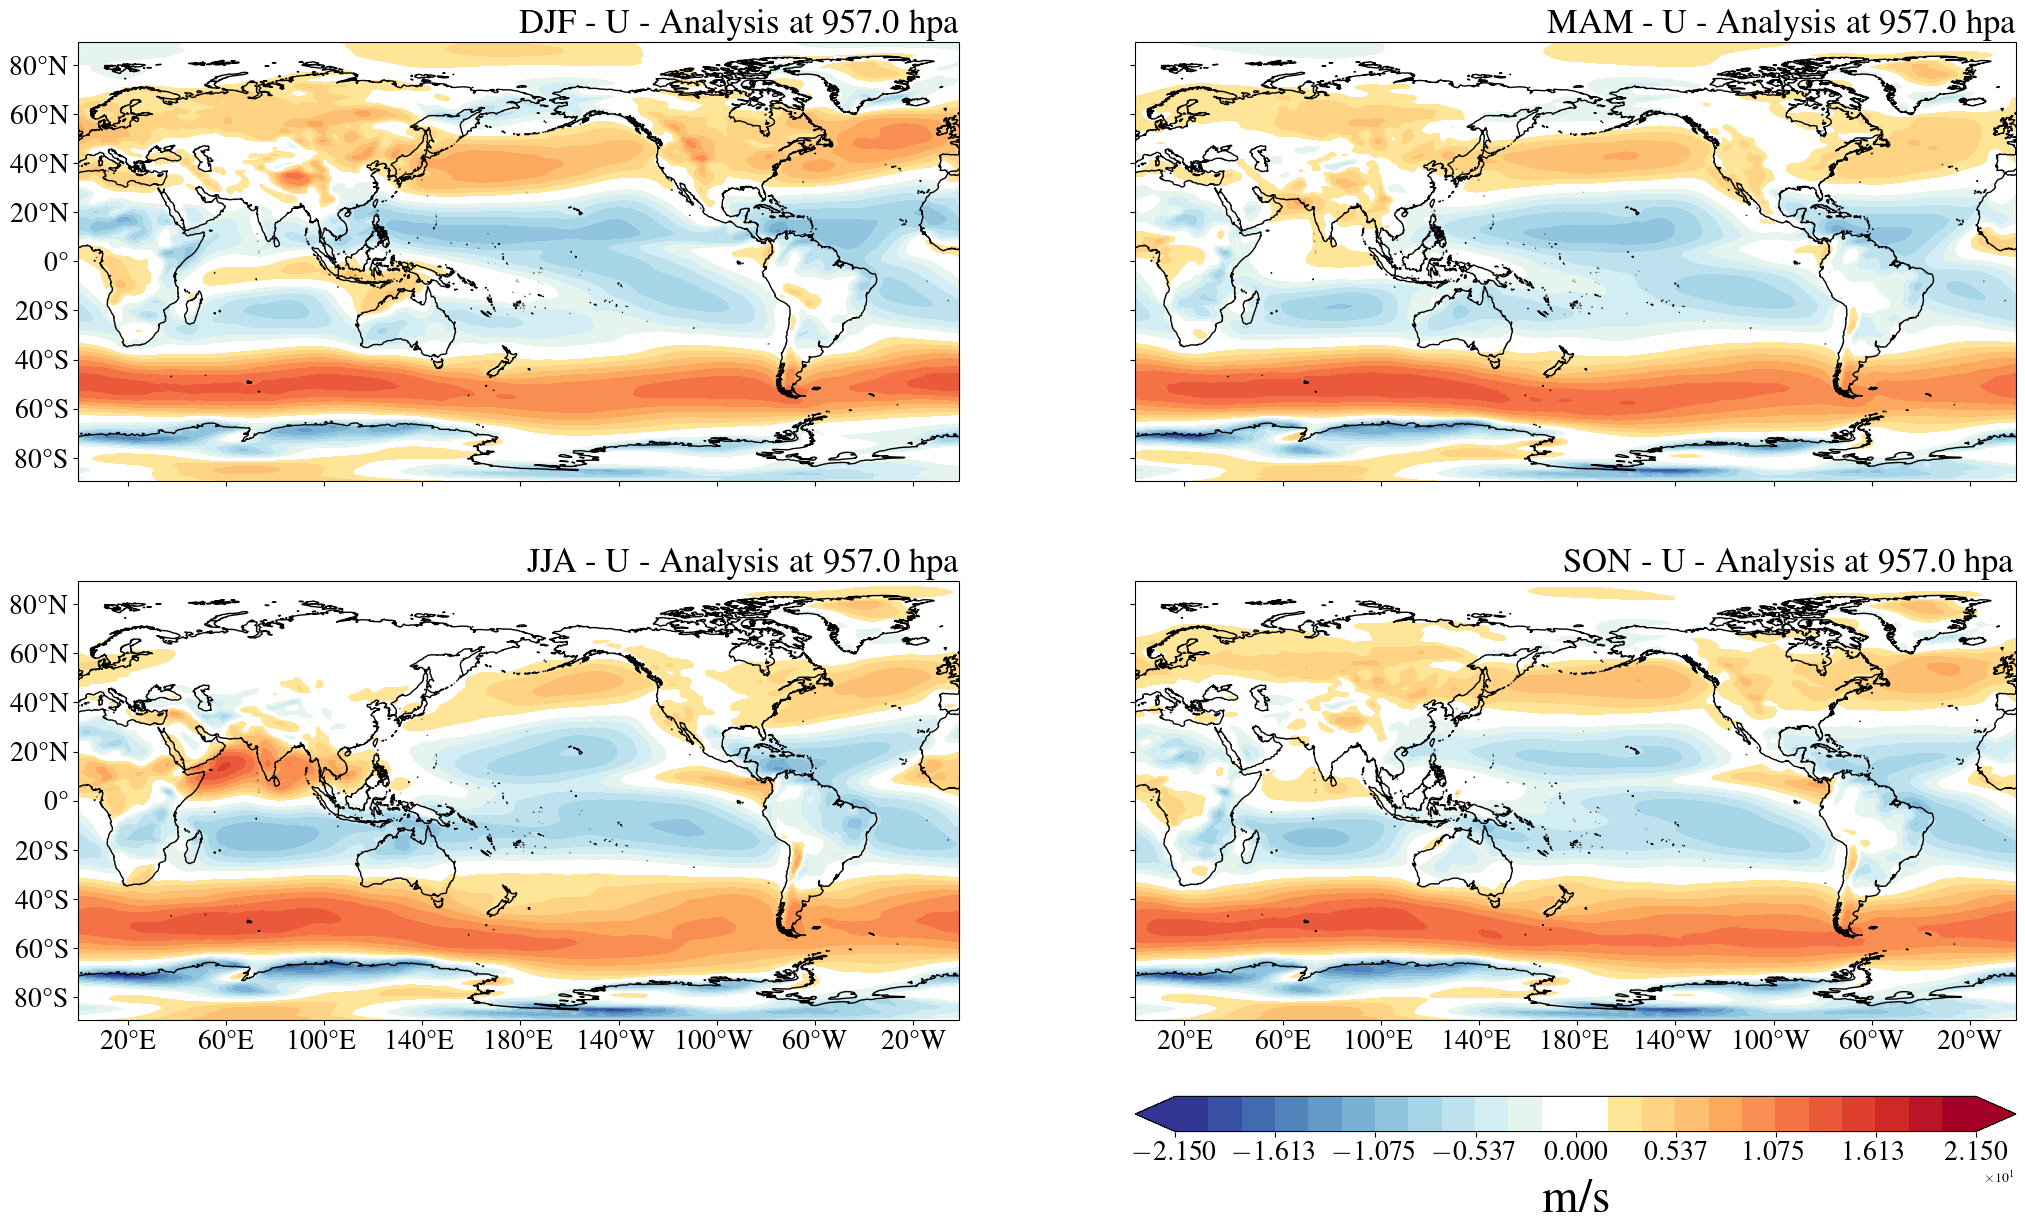 DJF - U - Analysis at 957.0 hpa
MAM - U - Analysis at 957.0 hpa
80°N
60°N
40°N
20°N
0°
20°S
40°S
60°S
80°S
JJA - U - Analysis at 957.0 hpa
SON - U - Analysis at 957.0 hpa
80°N
60°N
40°N
20°N
0°
20°S
40°S
60°S
80°S
20°E 60°E 100°E 140°E 180°E 140°W 100°W 60°W 20°W
20°E 60°E 100°E 140°E 180°E 140°W 100°W 60°W 20°W
−2.150 −1.613 −1.075 −0.537 0.000 0.537 1.075 1.613 2.150
×10¹
m/s